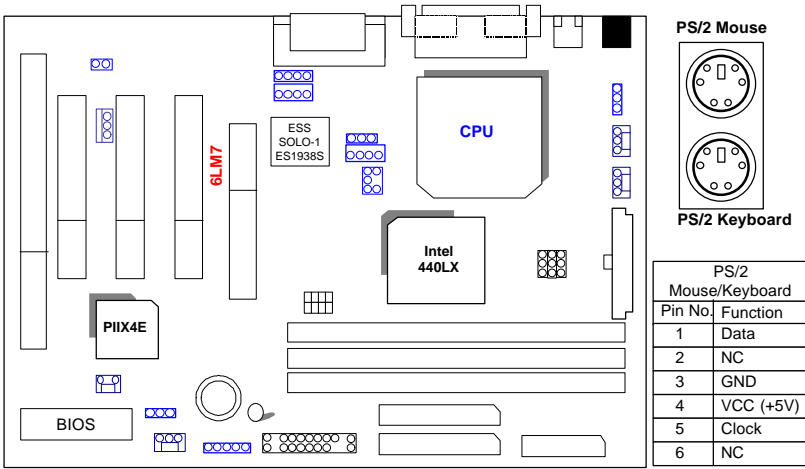 PS/2 Mouse
ESS
SOLO-1
ES1938S
CPU
6LM7
PS/2 Keyboard
Intel
440LX
PIIX4E
BIOS
PS/2
Mouse/Keyboard
Pin No. Function
1 Data
2 NC
3 GND
4 VCC (+5V)
5 Clock
6 NC